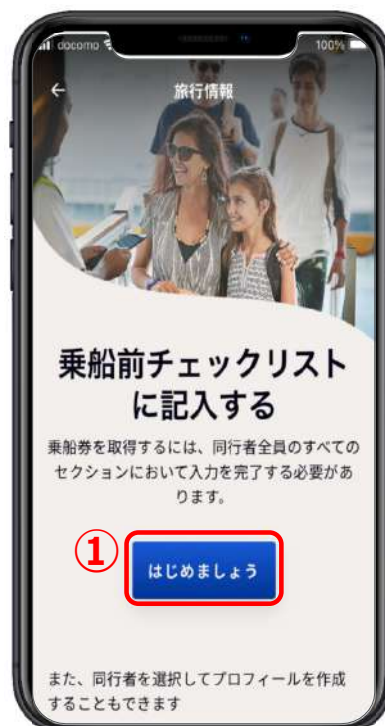 docomo
100%
旅行情報
乗船前チェックリスト
に記入する
乗船券を取得するには、同行者全員のすべての
セクションにおいて入力を完了する必要があ
ります。
①
はじめましょう
また、同行者を選択してプロフィールを作成
することもできます